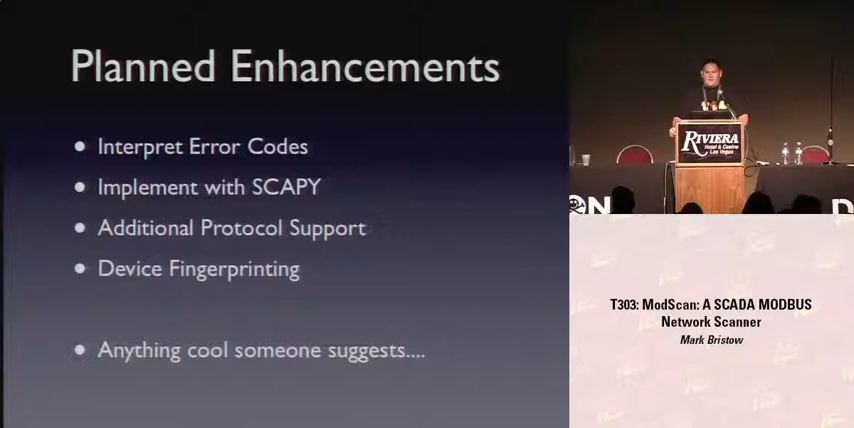 Planned Enhancements
Interpret Error Codes
Implement with SCAPY
Additional Protocol Support
Device Fingerprinting
Anything cool someone suggests....
RIVIERA
Hotel & Casino
Las Vegas
ON
D
T303: ModScan: A SCADA MODBUS
Network Scanner
Mark Bristow